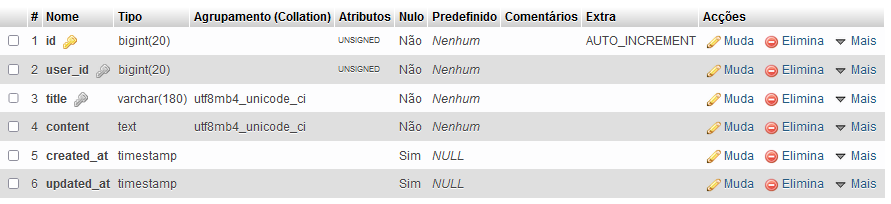 # Nome Tipo Agrupamento (Collation) Atributos Nulo Predefinido Comentários Extra Acções
1 id bigint(20) UNSIGNED Não Nenhum AUTO_INCREMENT Muda Elimina Mais
2 user_id bigint(20) UNSIGNED Não Nenhum Muda Elimina Mais
3 title varchar(180) utf8mb4_unicode_ci Não Nenhum Muda Elimina Mais
4 content text utf8mb4_unicode_ci Não Nenhum Muda Elimina Mais
5 created_at timestamp Sim NULL Muda Elimina Mais
6 updated_at timestamp Sim NULL Muda Elimina Mais